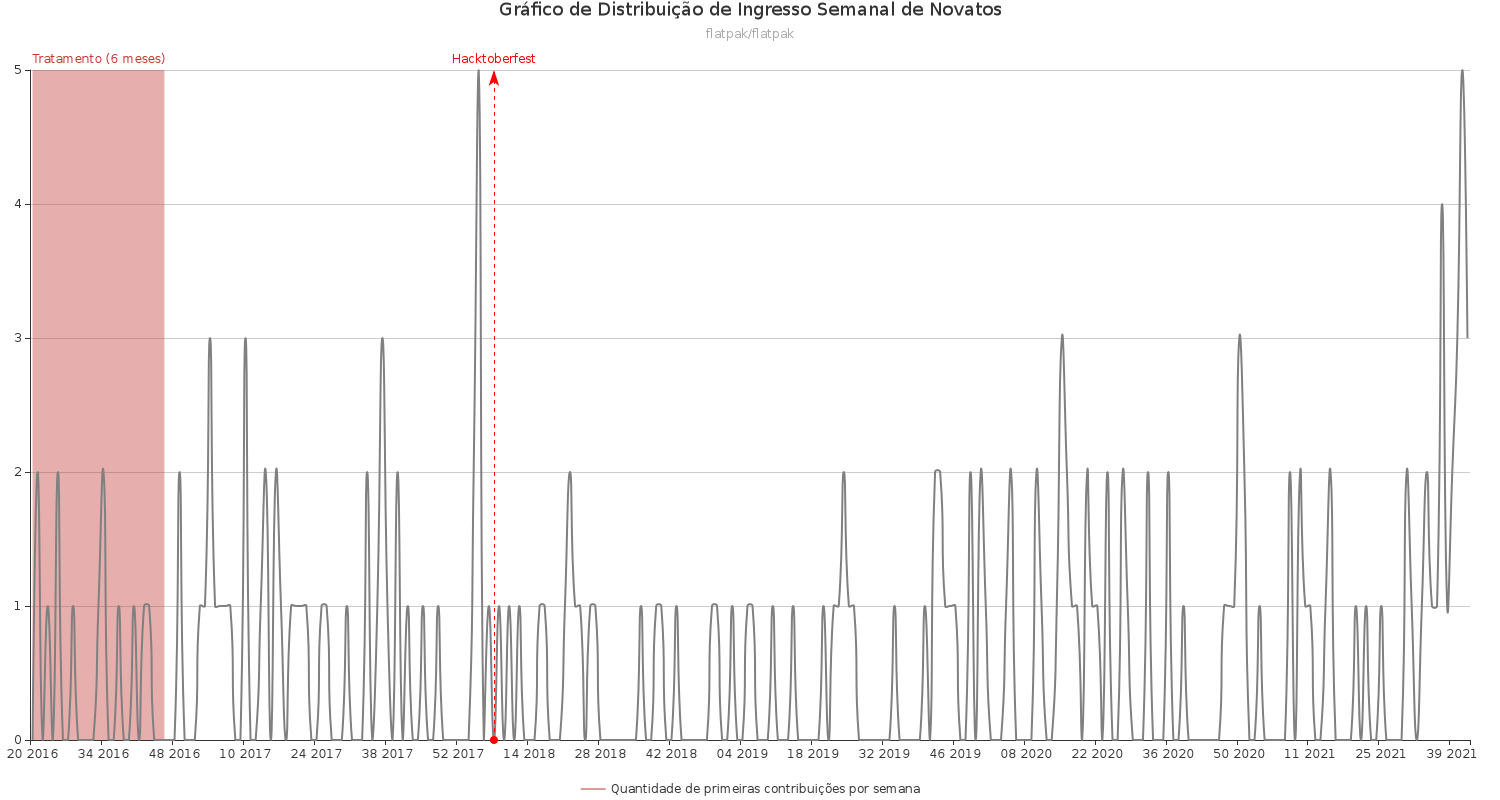 Gráfico de Distribuição de Ingresso Semanal de Novatos
flatpak/flatpak
Tratamento (6 meses)
Hacktoberfest
5
4
3
2
1
0
20 2016 34 2016 48 2016 10 2017 24 2017 38 2017 52 2017 14 2018 28 2018 42 2018 04 2019 18 2019 32 2019 46 2019 08 2020 22 2020 36 2020 50 2020 11 2021 25 2021 39 2021
Quantidade de primeiras contribuições por semana